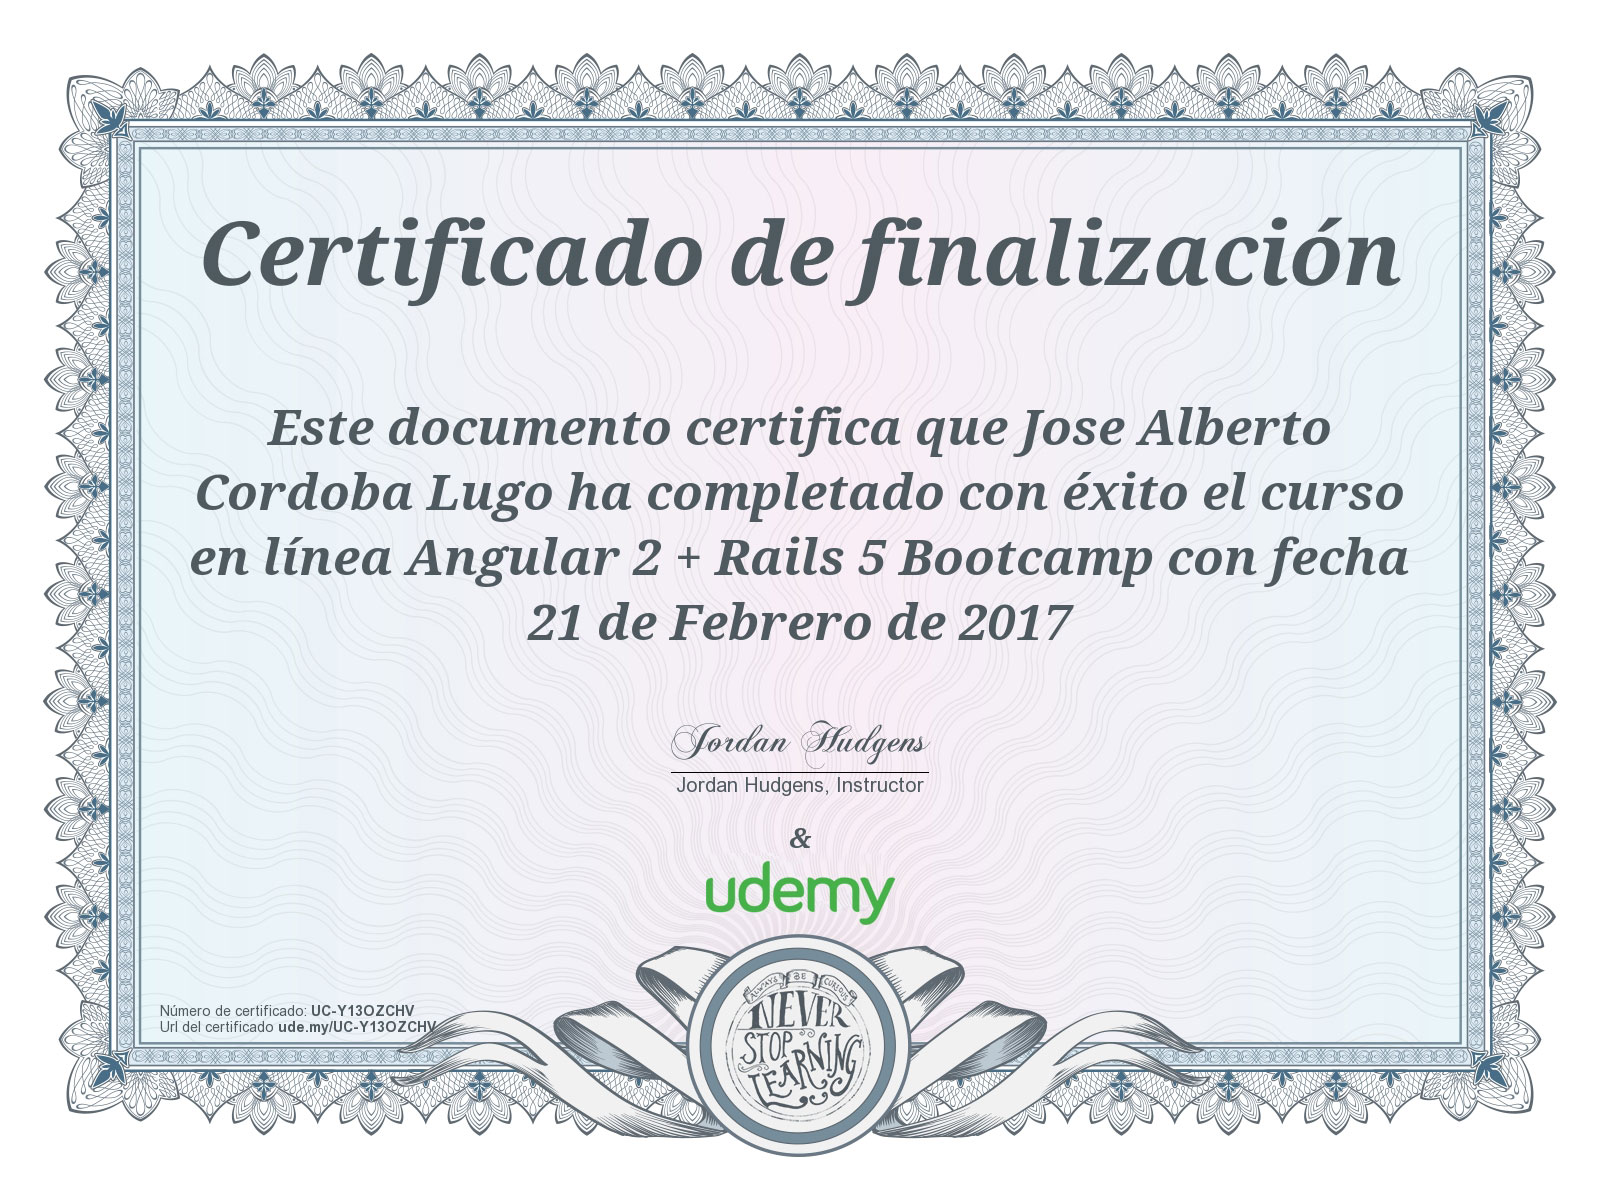 Certificado de finalización
Este documento certifica que Jose Alberto
Cordoba Lugo ha completado con éxito el curso
en línea Angular 2 + Rails 5 Bootcamp con fecha
21 de Febrero de 2017
Jordan Hudgens
Jordan Hudgens, Instructor
&
udemy
Número de certificado: UC-Y13OZCHV
Url del certificado ude.my/UC-Y13OZCHV
ALWAYS BE CURIOUS
NEVER
STOP
LEARNING